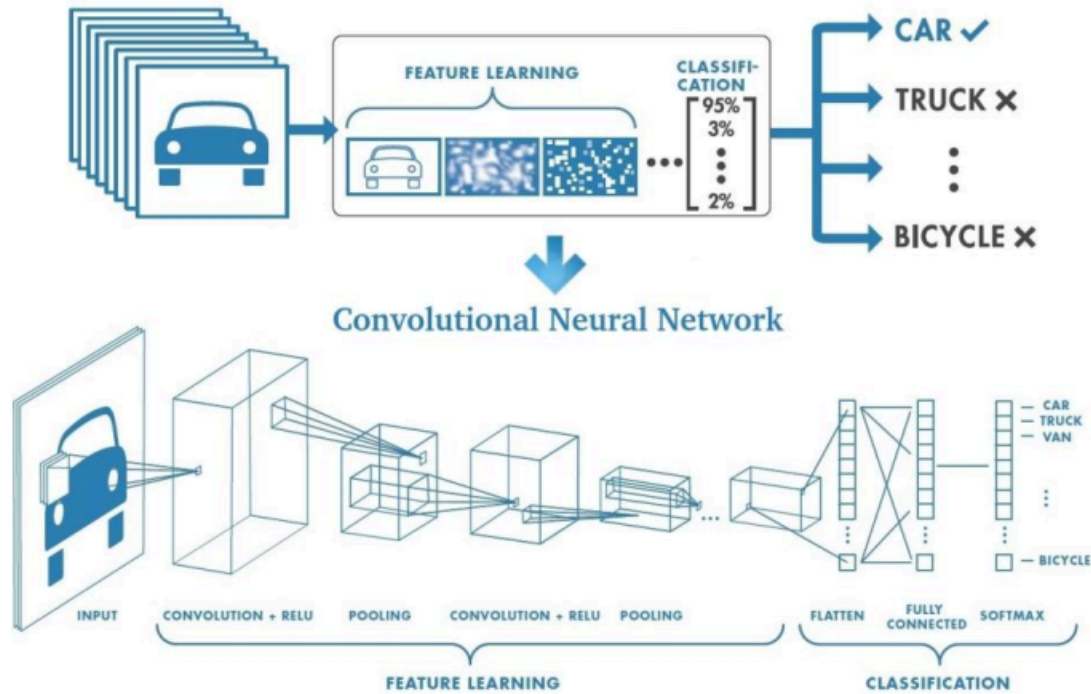 FEATURE LEARNING
CLASSIFI-
CATION
95%
3%
2%
CAR
TRUCK
BICYCLE
Convolutional Neural Network
CAR
TRUCK
VAN
BICYCLE
INPUT
CONVOLUTION + RELU
POOLING
CONVOLUTION + RELU
POOLING
FLATTEN
FULLY
CONNECTED
SOFTMAX
FEATURE LEARNING
CLASSIFICATION